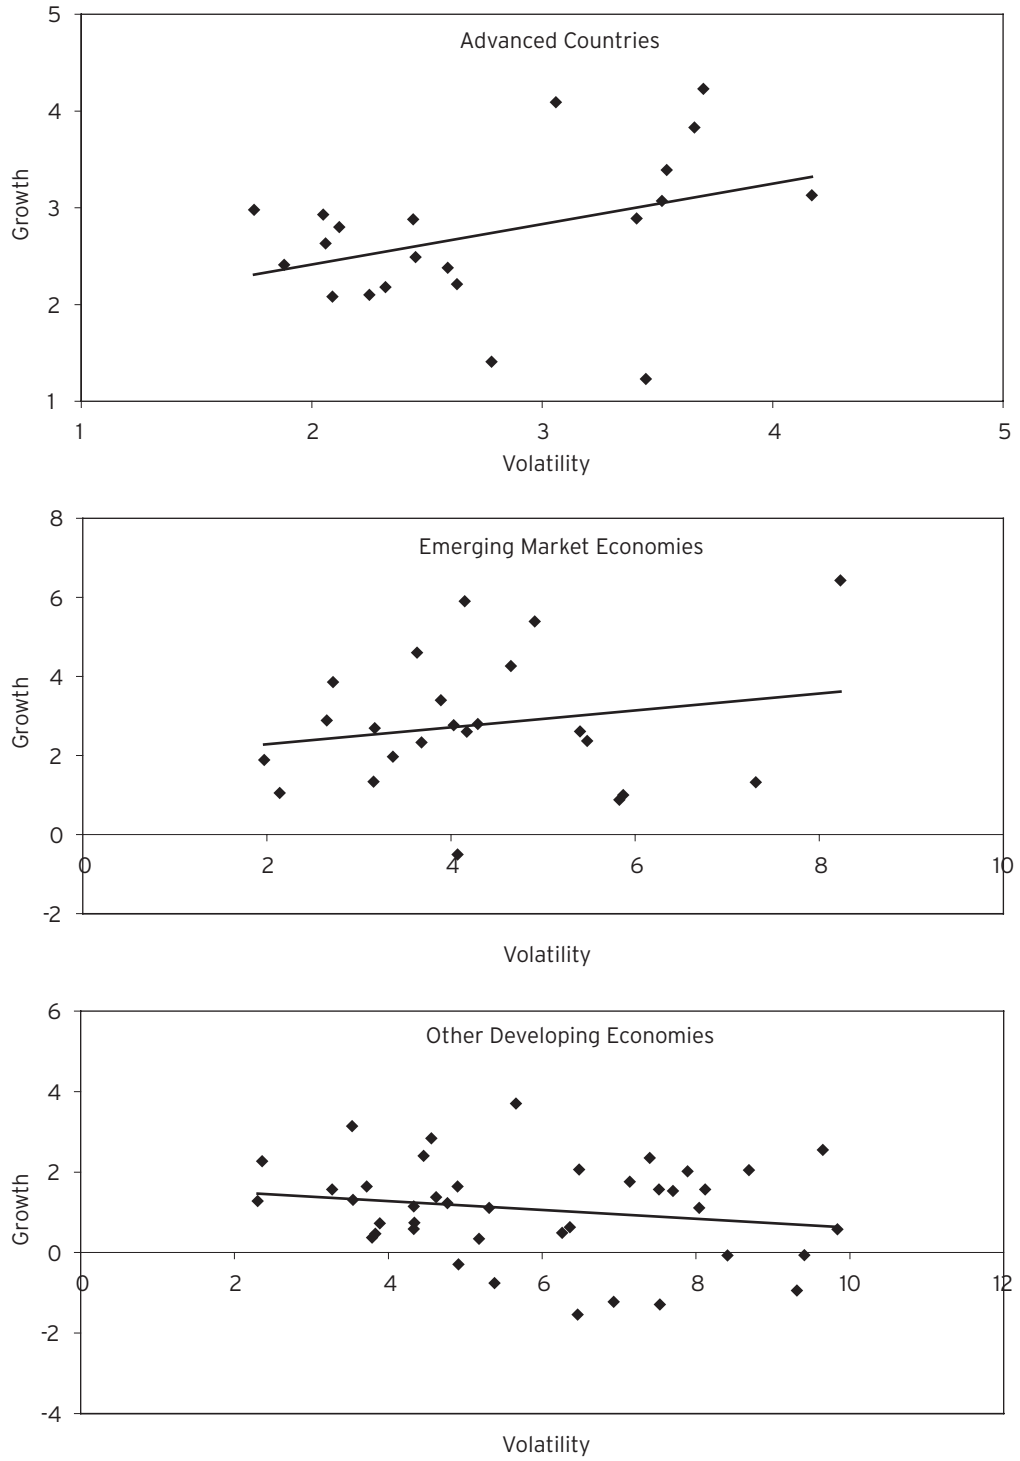 5
Advanced Countries
4
Growth
3
2
1
1 2 3 4 5
Volatility
8
Emerging Market Economies
6
4
Growth
2
0
0 2 4 6 8 10
-2
Volatility
6
Other Developing Economies
4
2
Growth
0
0 2 4 6 8 10 12
-2
-4
Volatility